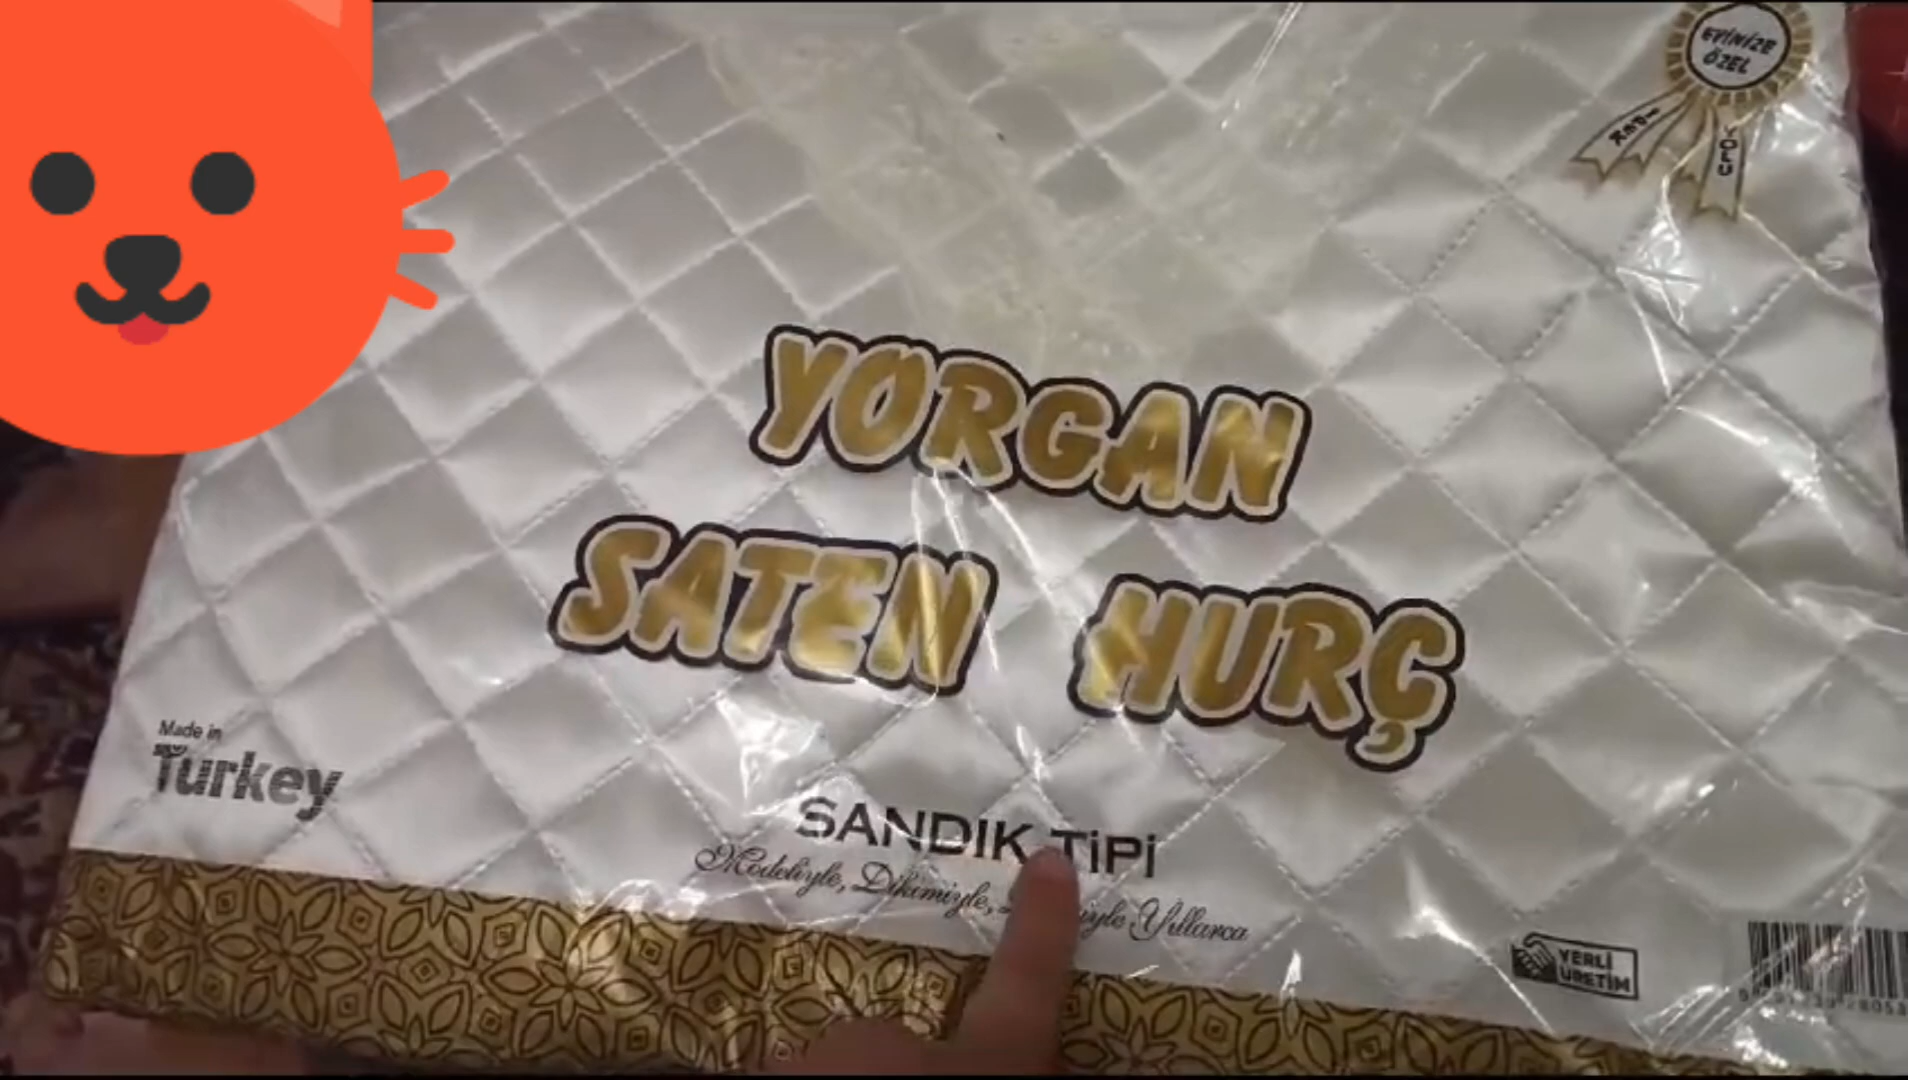 EVİNİZE
ÖZEL
YORGAN
SATEN HURÇ
Made in
Turkey
SANDIK TİPİ
Modeliyle, Dikimiyle, Yıllarca
YERLİ
ÜRETİM